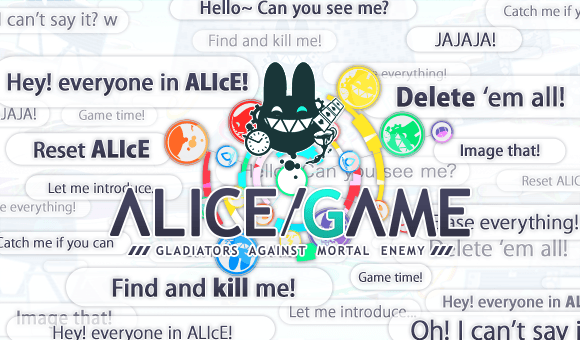 Hello~ Can you see me?
Catch me if y
can't say it? w
Find and kill me!
JAJAJA!
e everything!
Hey! everyone in ALIcE!
Delete ‘em all!
JAJA!
Game time!
Reset ALIcE
Image that!
Hello~ Can you see me?
Let me introduce..
Reset ALIC
e everything!
ALICE/GAME
ase everything!
Catch me if you can
GLADIATORS AGAINST MORTAL ENEMY
Delete ‘em all!
Find and kill me!
Game time!
Hey! everyone in AL
Image that!
Let me introduce...
Hey! everyone in ALIcE!
Oh! I can't say i